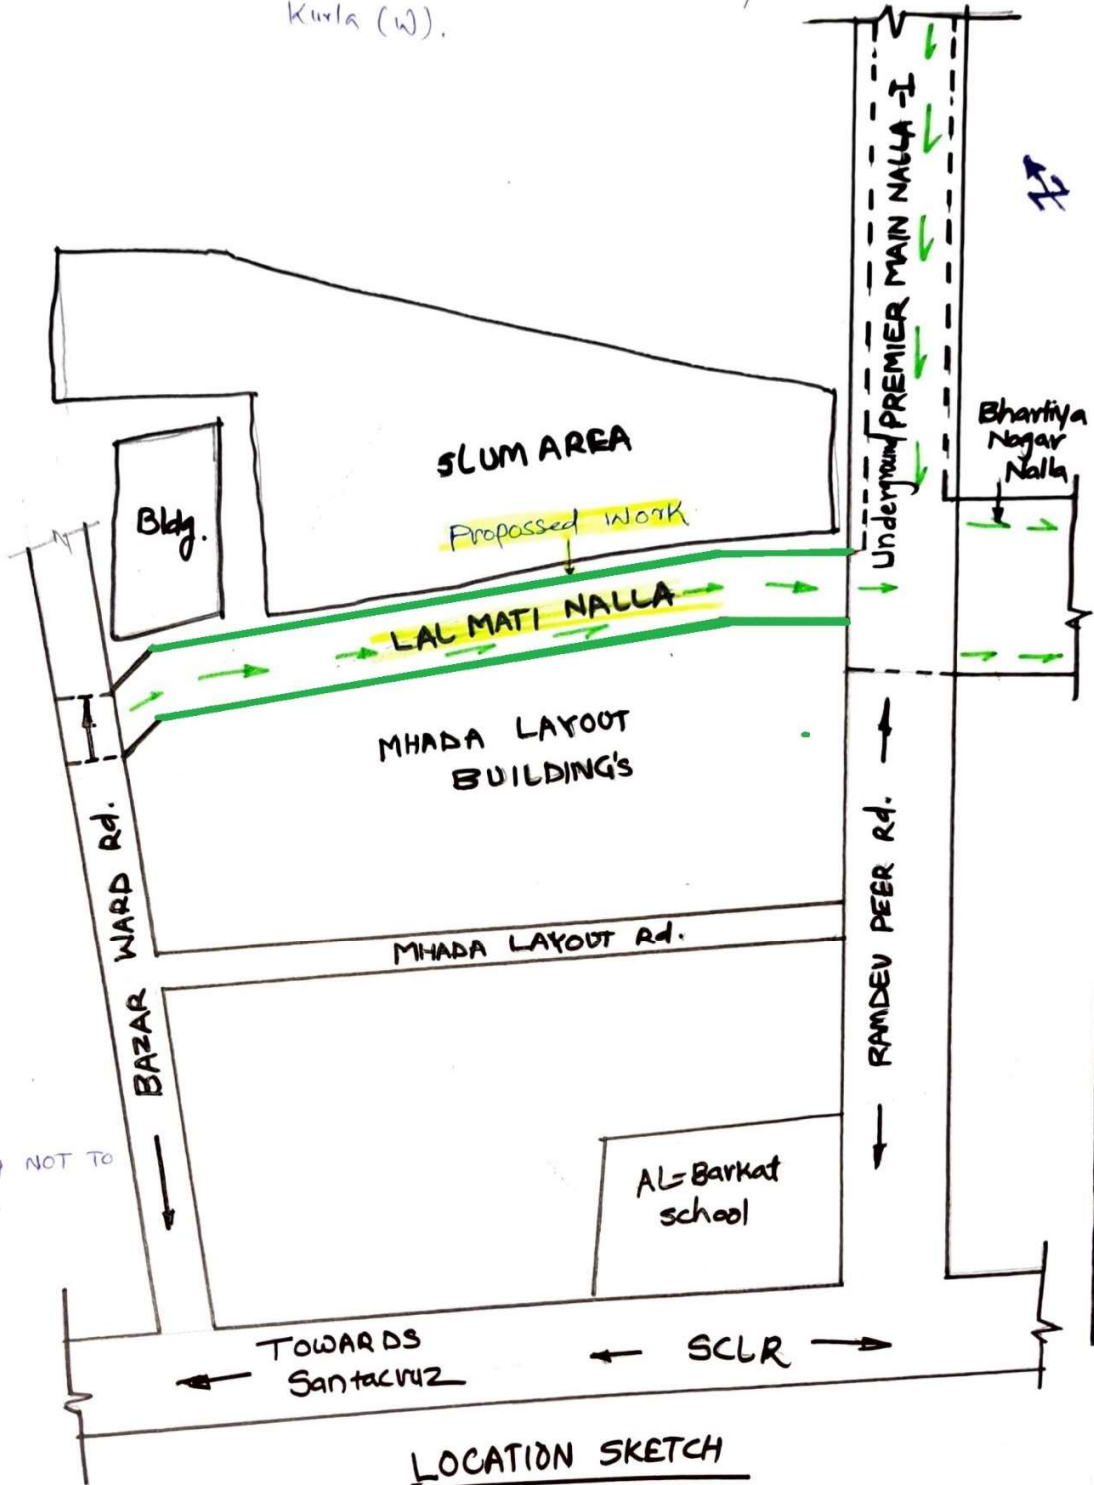 Kurla (W).
N
Underground PREMIER MAIN NALLA-I
Bhartiya
Nagar
Nalla
SLUM AREA
Bldg.
Propossed Work
LAL MATI NALLA
MHADA LAYOUT
BUILDING's
BAZAR WARD Rd.
MHADA LAYOUT Rd.
RAMDEV PEER Rd.
NOT TO
AL-Barkat
school
TOWARDS
Santacruz
SCLR
LOCATION SKETCH